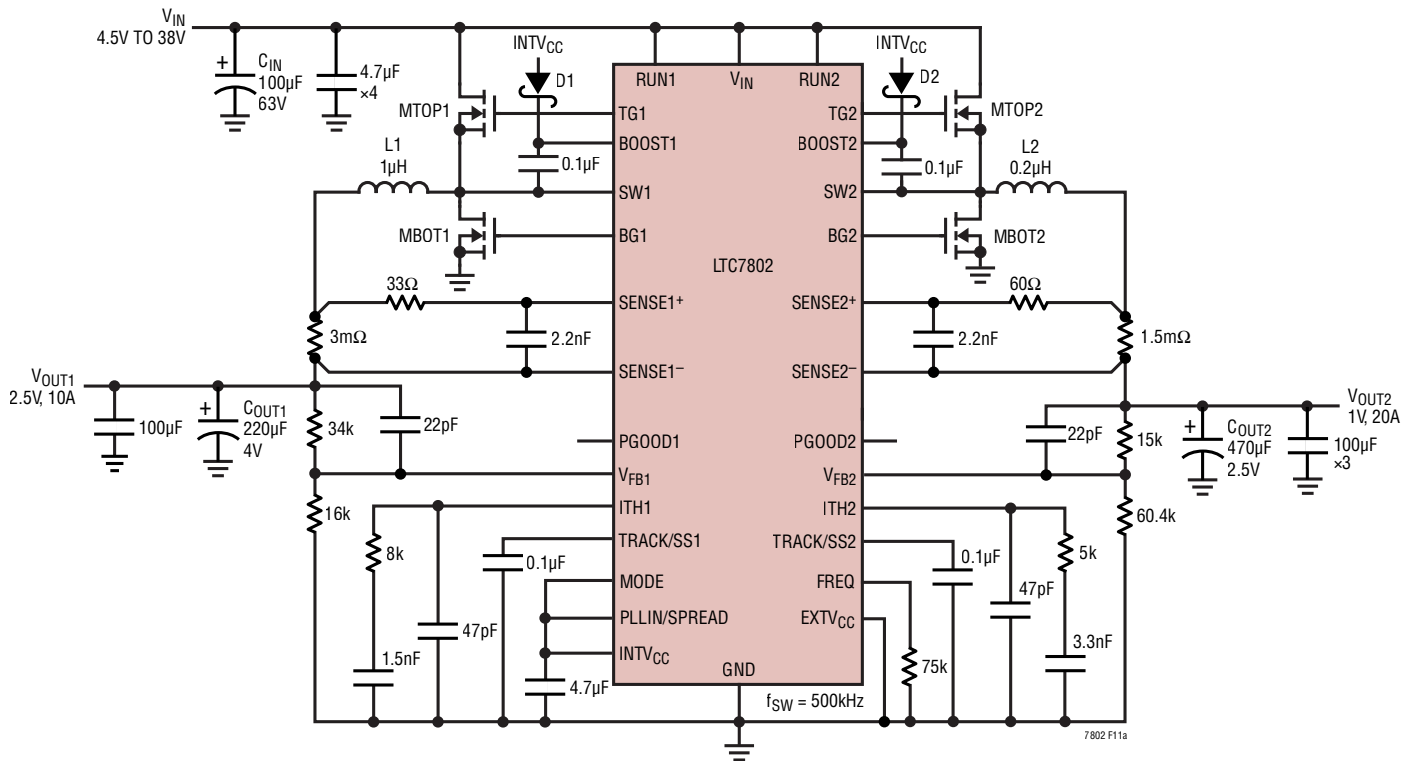 VIN
4.5V TO 38V
CIN
100µF
63V
4.7µF
×4
INTVCC
D1
INTVCC
D2
RUN1
VIN
RUN2
MTOP1
TG1
TG2
MTOP2
BOOST1
BOOST2
0.1µF
0.1µF
L1
1µH
L2
0.2µH
SW1
SW2
MBOT1
BG1
BG2
MBOT2
LTC7802
33Ω
SENSE1+
SENSE2+
60Ω
3mΩ
2.2nF
2.2nF
1.5mΩ
SENSE1–
SENSE2–
VOUT1
2.5V, 10A
VOUT2
1V, 20A
100µF
COUT1
220µF
4V
34k
22pF
PGOOD1
PGOOD2
22pF
15k
COUT2
470µF
2.5V
100µF
×3
VFB1
VFB2
16k
ITH1
ITH2
60.4k
8k
0.1µF
TRACK/SS1
TRACK/SS2
0.1µF
5k
MODE
FREQ
47pF
PLLIN/SPREAD
EXTVCC
47pF
1.5nF
INTVCC
75k
3.3nF
GND
4.7µF
fSW = 500kHz
7802 F11a